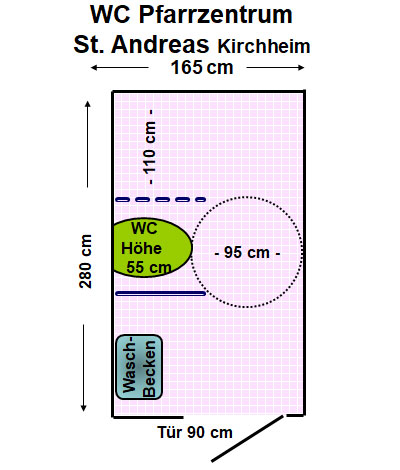 WC Pfarrzentrum
St. Andreas Kirchheim
165 cm
- 110 cm -
WC
Höhe
55 cm
- 95 cm -
280 cm
Wasch-
Becken
Tür 90 cm